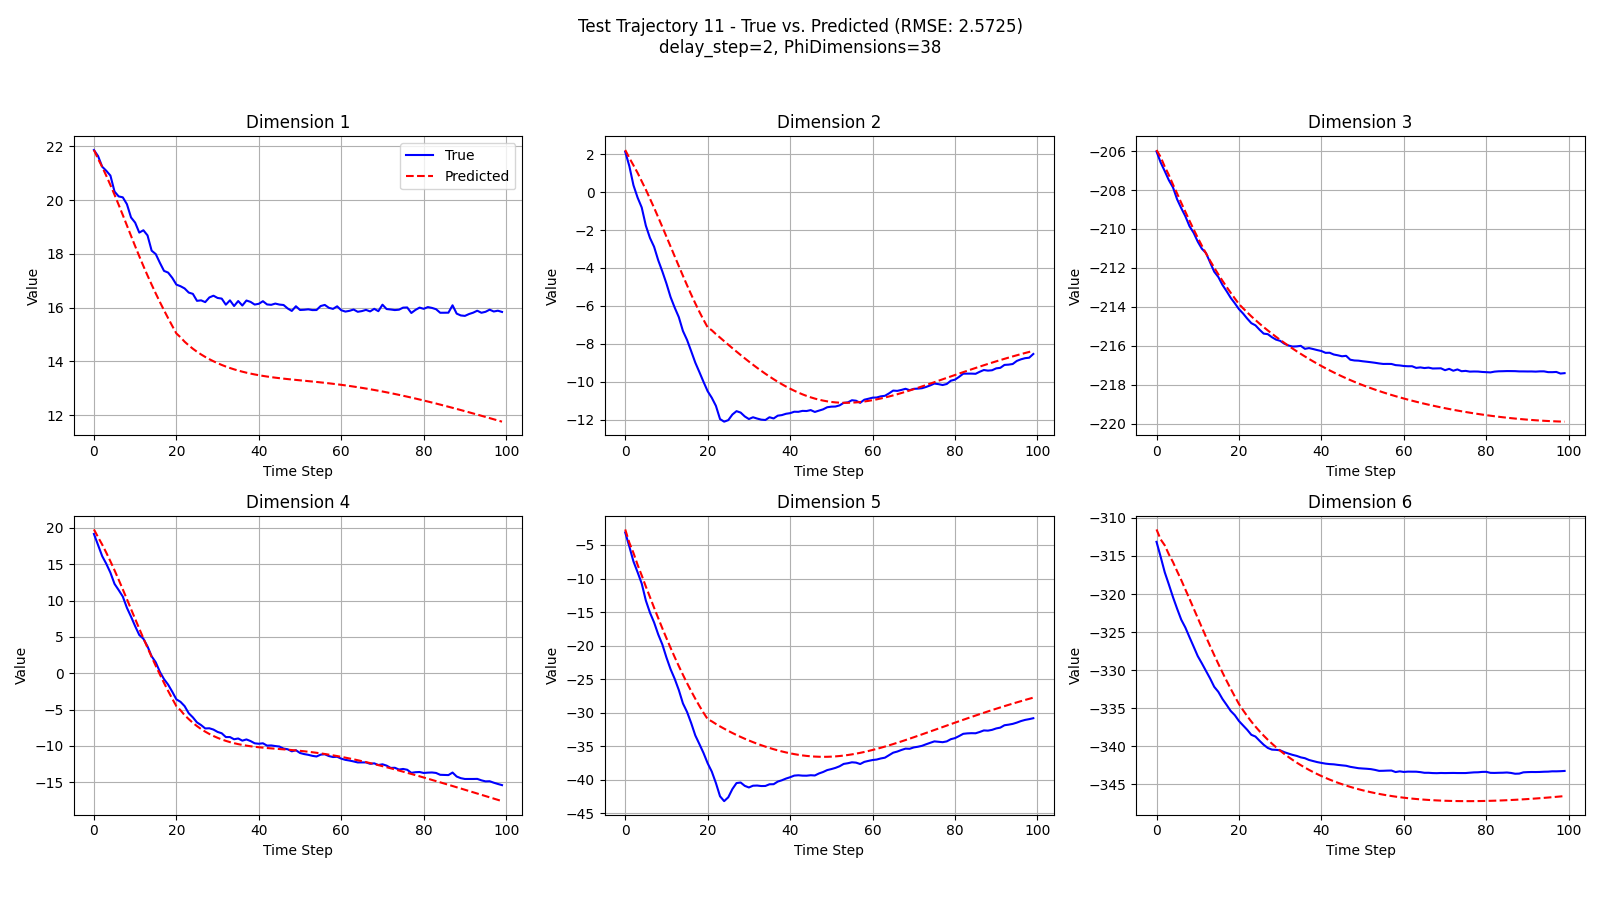 Test Trajectory 11 - True vs. Predicted (RMSE: 2.5725)
delay_step=2, PhiDimensions=38
Dimension 1
22
20
18
16
14
12
Value
0 20 40 60 80 100
Time Step
True
Predicted
Dimension 2
2
0
−2
−4
−6
−8
−10
−12
Value
0 20 40 60 80 100
Time Step
Dimension 3
−206
−208
−210
−212
−214
−216
−218
−220
Value
0 20 40 60 80 100
Time Step
Dimension 4
20
15
10
5
0
−5
−10
−15
Value
0 20 40 60 80 100
Time Step
Dimension 5
−5
−10
−15
−20
−25
−30
−35
−40
−45
Value
0 20 40 60 80 100
Time Step
Dimension 6
−310
−315
−320
−325
−330
−335
−340
−345
Value
0 20 40 60 80 100
Time Step